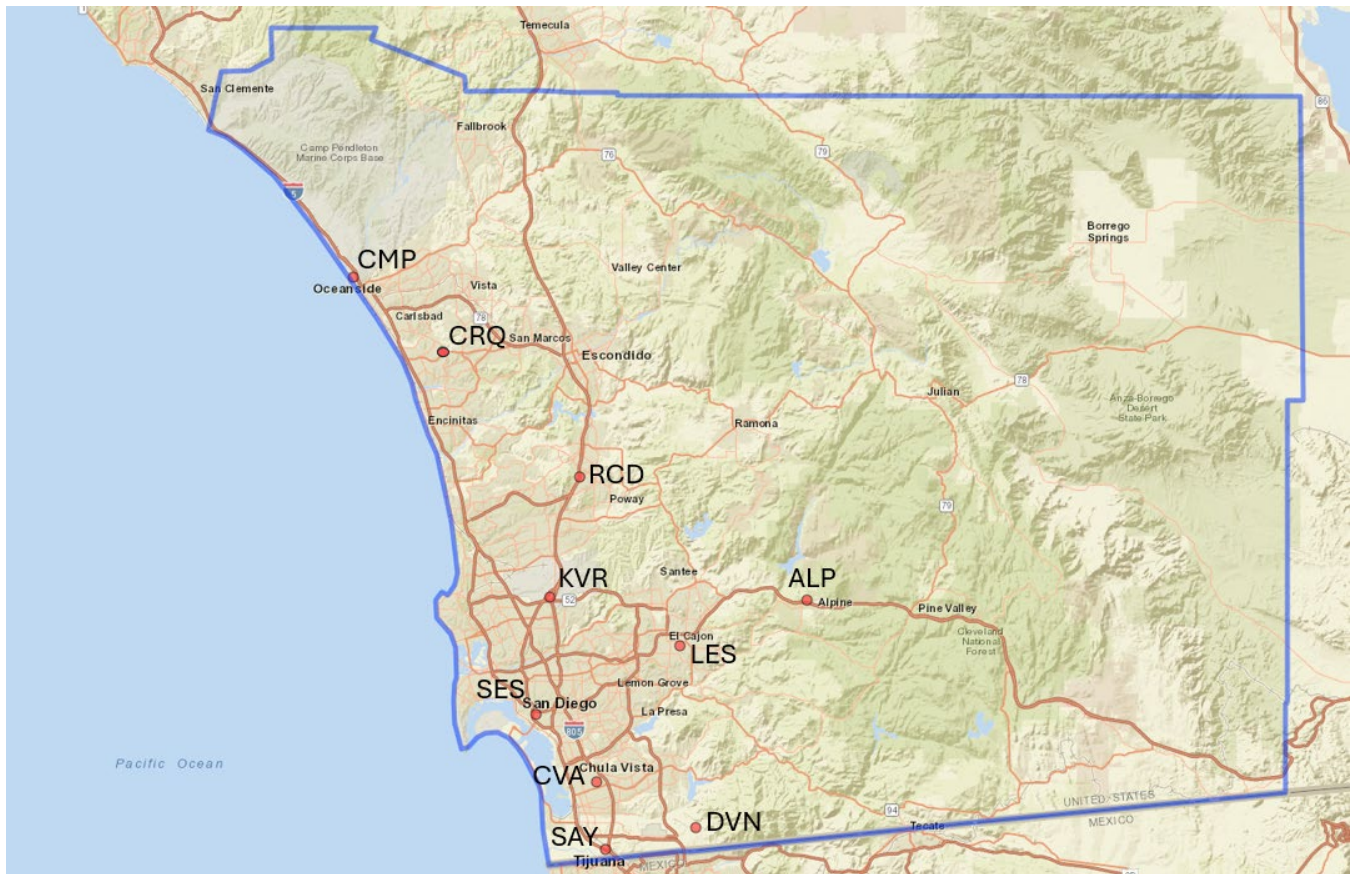 Temecula
San Clemente
86
Fallbrook
Camp Pendleton
Marine Corps Base
76
79
5
Borrego
Springs
CMP
Valley Center
Oceanside
Vista
Carlsbad
78
CRQ
San Marcos
Escondido
78
Julian
Anza-Borrego
Desert
State Park
Encinitas
Ramona
RCD
Poway
79
KVR
52
Santee
ALP
Alpine
Pine Valley
El Cajon
Cleveland
National
Forest
LES
SES
Lemon Grove
San Diego
La Presa
805
Pacific Ocean
CVA
Chula Vista
UNITED STATES
MEXICO
94
DVN
Tecate
SAY
Tijuana
MEXICO